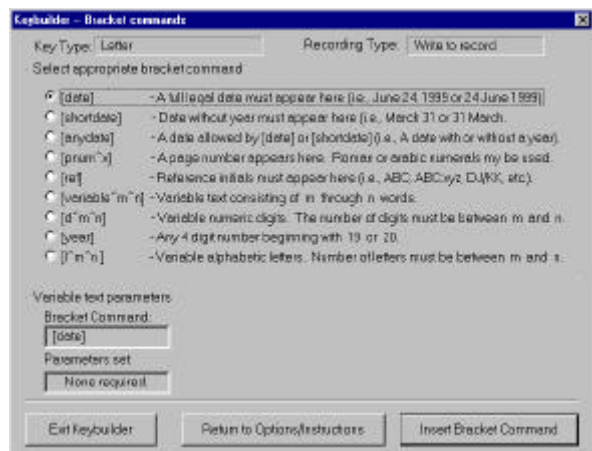 Keybuilder -- Bracket commands
Key Type: Letter Recording Type: Write to record
Select appropriate bracket command
[date] - A full legal date must appear here (i.e., June 24, 1999 or 24 June 1999)
[shortdate] - Date without year must appear here (i.e., March 31 or 31 March.
[anydate] - A date allowed by [date] or [shortdate] (i.e., A date with or without a year).
[pnum^x] - A page number appears here. Roman or arabic numerals my be used.
[ref] - Reference initials must appear here (i.e., ABC, ABC:xyz, DJ/KK, etc.).
[variable^m^n] - Variable text consisting of m through n words.
[d^m^n] - Variable numeric digits. The number of digits must be between m and n.
[year] - Any 4 digit number beginning with 19 or 20.
[l^m^n] - Variable alphabetic letters. Number of letters must be between m and n.
Variable text parameters
Bracket Command:
[date]
Parameters set
None required.
Exit Keybuilder Return to Options/Instructions Insert Bracket Command